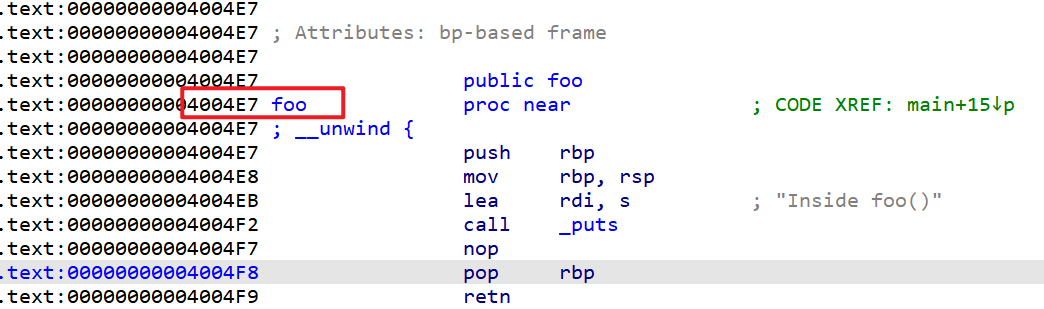 .text:00000000004004E7
.text:00000000004004E7 ; Attributes: bp-based frame
.text:00000000004004E7
.text:00000000004004E7 public foo
.text:00000000004004E7 foo proc near ; CODE XREF: main+15↓p
.text:00000000004004E7 ; __unwind {
.text:00000000004004E7 push rbp
.text:00000000004004E8 mov rbp, rsp
.text:00000000004004EB lea rdi, s ; "Inside foo()"
.text:00000000004004F2 call _puts
.text:00000000004004F7 nop
.text:00000000004004F8 pop rbp
.text:00000000004004F9 retn